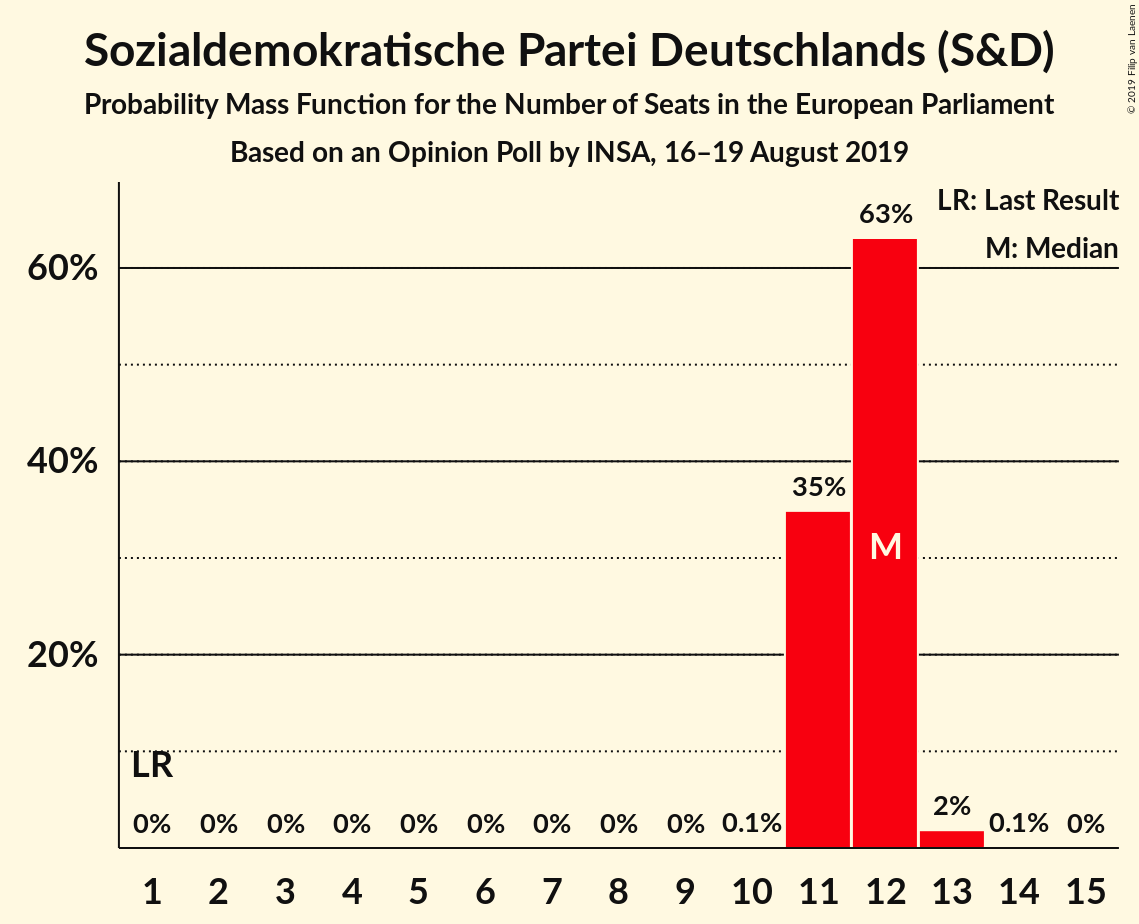 Sozialdemokratische Partei Deutschlands (S&D)
Probability Mass Function for the Number of Seats in the European Parliament
Based on an Opinion Poll by INSA, 16–19 August 2019
© 2019 Filip van Laenen
LR: Last Result
M: Median
63%
60%
40%
35%
M
20%
LR
0% 0% 0% 0% 0% 0% 0% 0% 0% 0.1% 2% 0.1% 0%
1 2 3 4 5 6 7 8 9 10 11 12 13 14 15